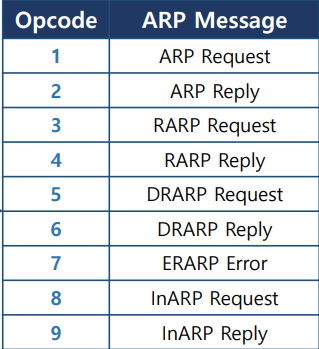 Opcode ARP Message
1 ARP Request
2 ARP Reply
3 RARP Request
4 RARP Reply
5 DRARP Request
6 DRARP Reply
7 ERARP Error
8 InARP Request
9 InARP Reply